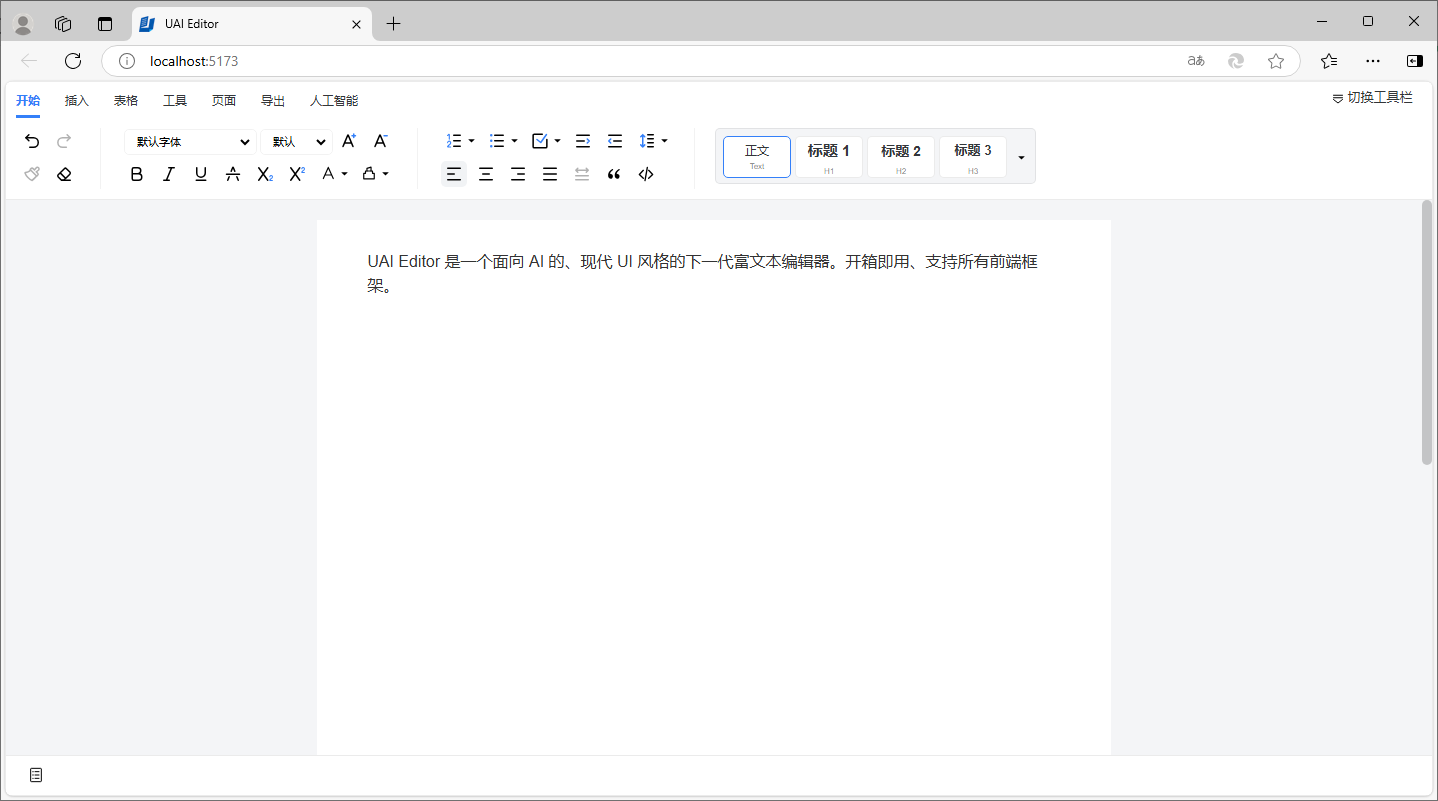 UAI Editor
localhost:5173
aあ
开始 插入 表格 工具 页面 导出 人工智能 切换工具栏
默认字体 默认 A+ A-
正文 标题 1 标题 2 标题 3
Text H1 H2 H3
B I U A X2 X2 A
UAI Editor 是一个面向 AI 的、现代 UI 风格的下一代富文本编辑器。开箱即用、支持所有前端框
架。